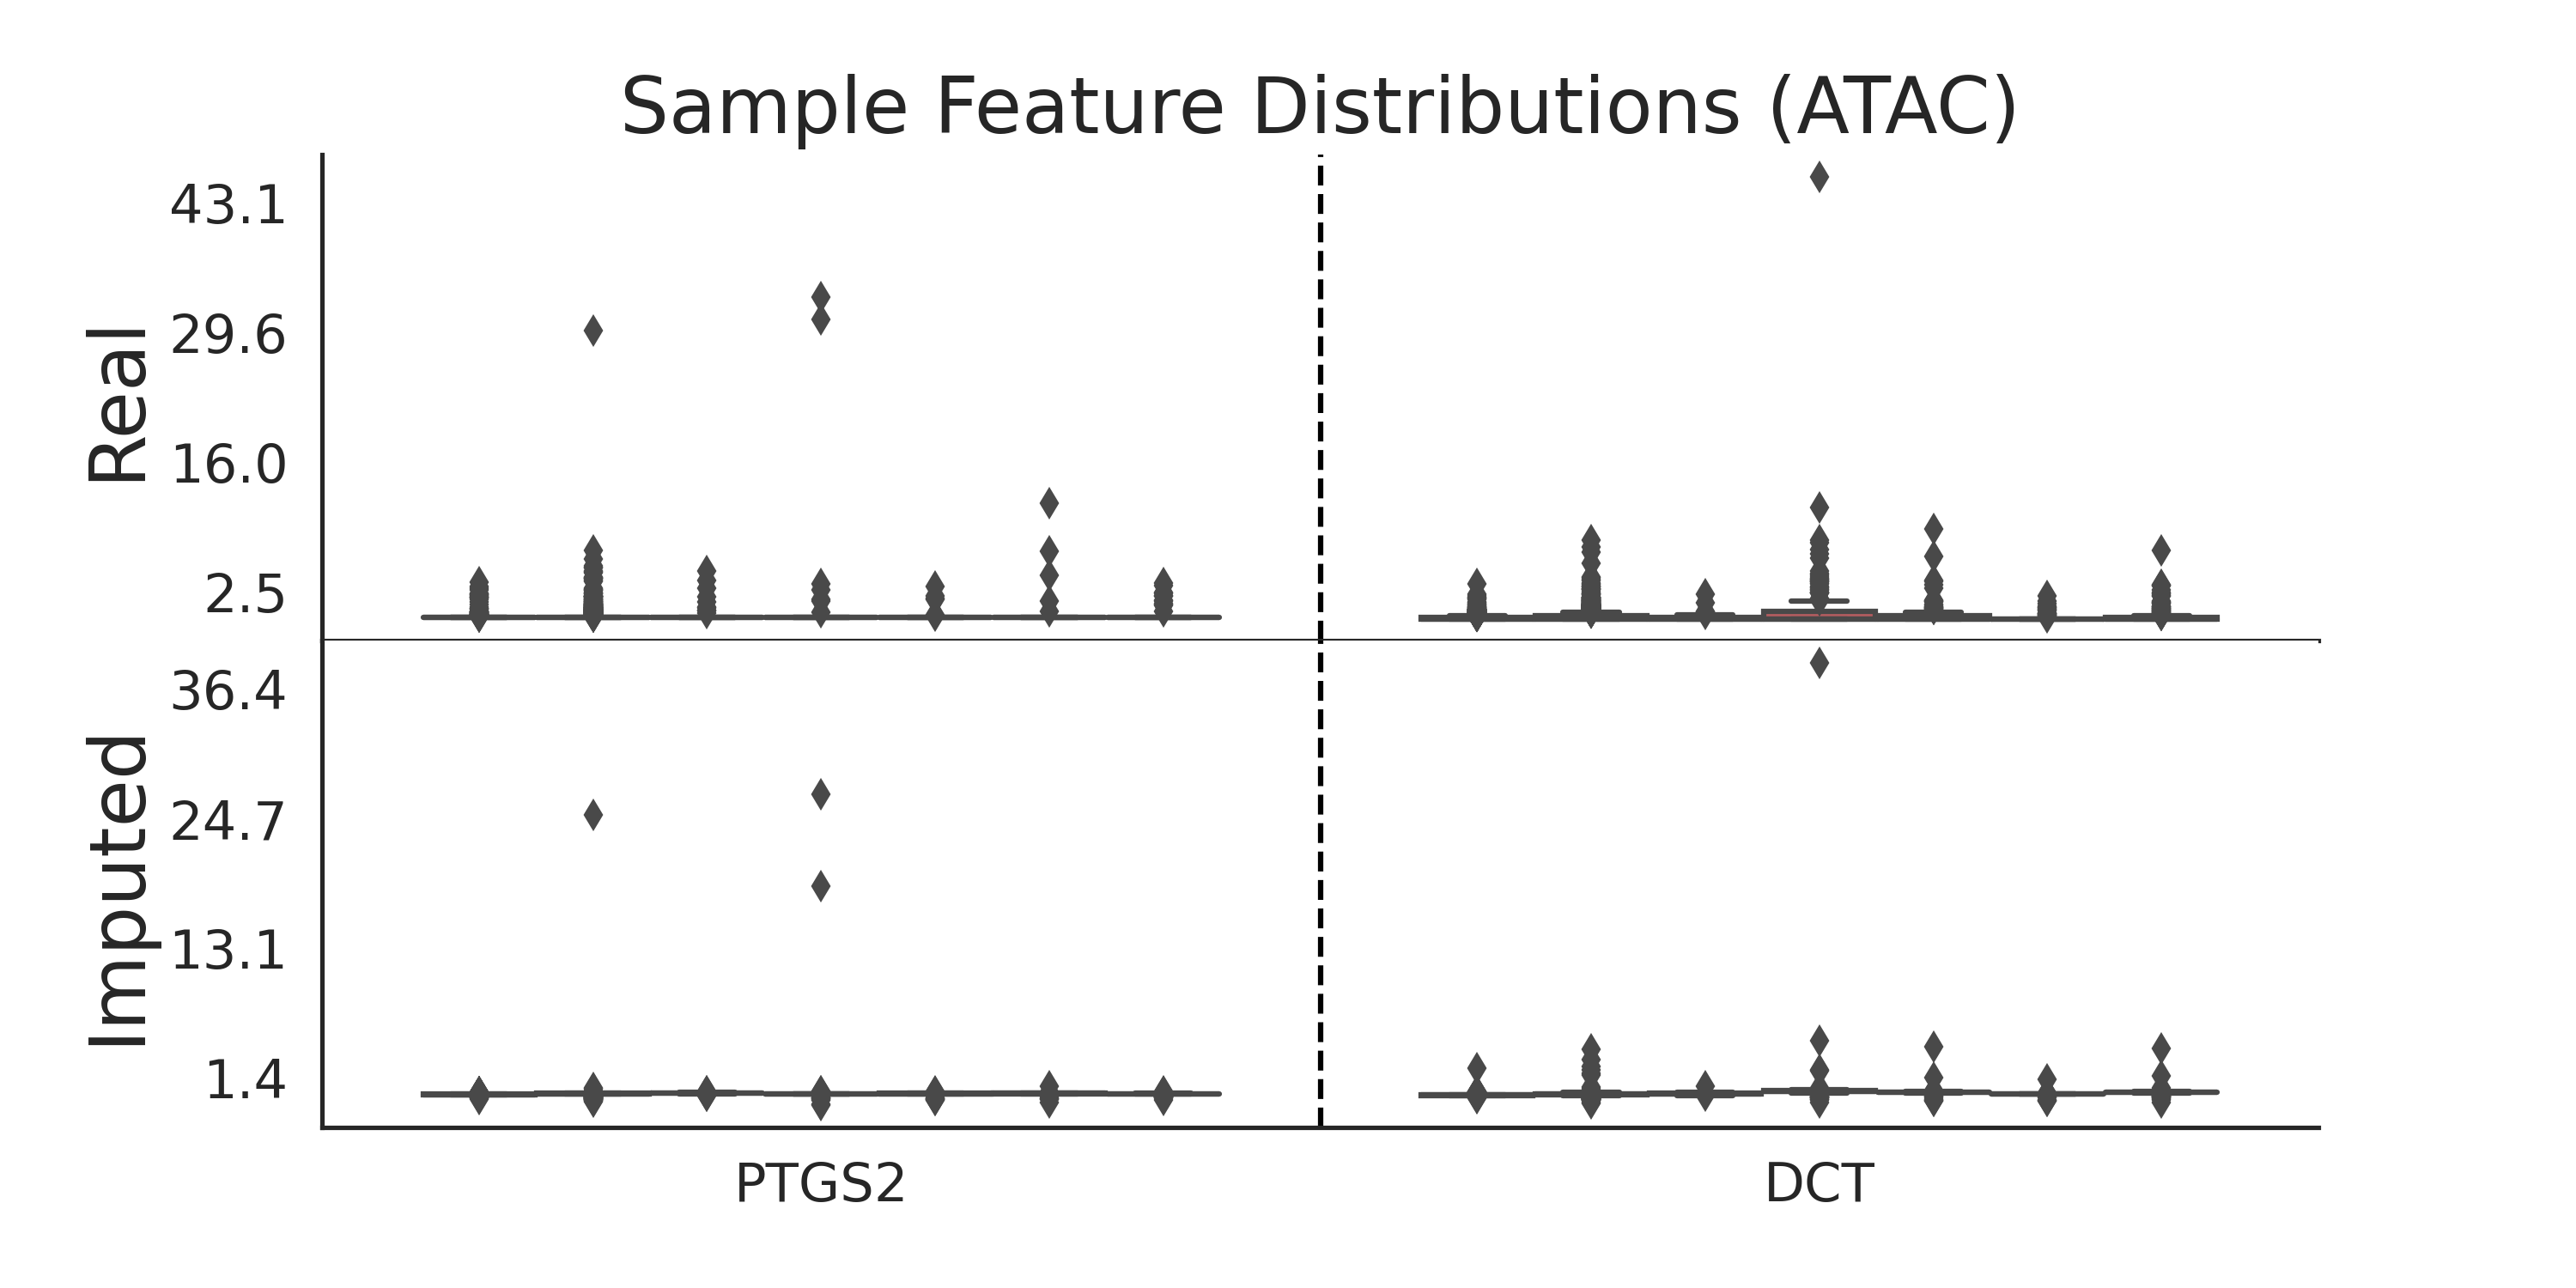 Sample Feature Distributions (ATAC)
Real
43.1
29.6
16.0
2.5
Imputed
36.4
24.7
13.1
1.4
PTGS2
DCT